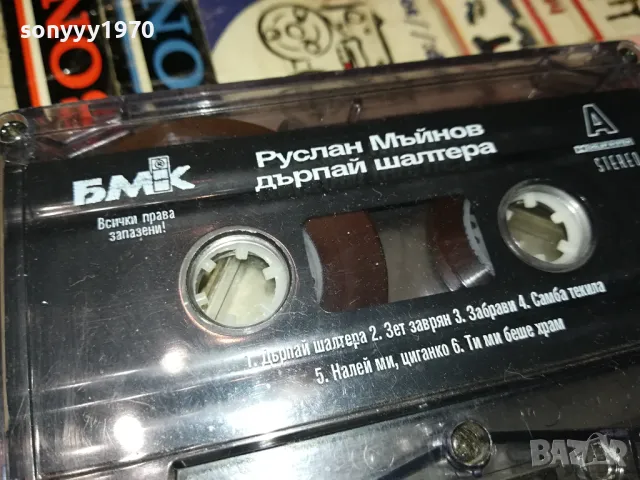 sonyyy1970
БМК
Всички права
запазени!
Руслан Мъйнов
дърпай шалтера
A
STEREO
1. Дърпай шалтера 2. Зет заврян 3. Забрави 4. Самба текила
5. Налей ми, циганко 6. Ти ми беше храм
BAZAR